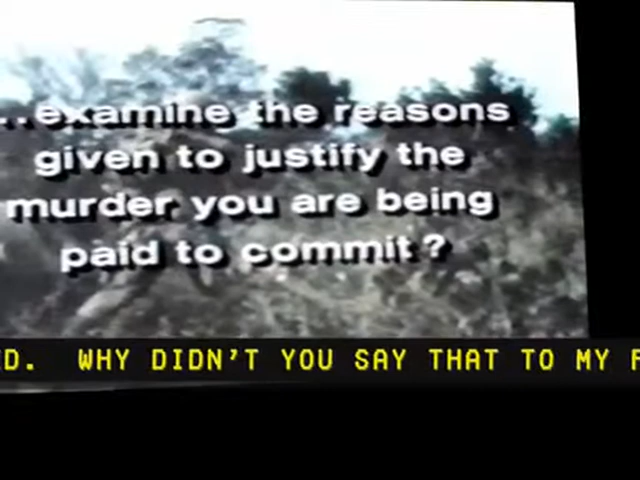 ..examine the reasons
given to justify the
murder you are being
paid to commit?
D. WHY DIDN'T YOU SAY THAT TO MY F